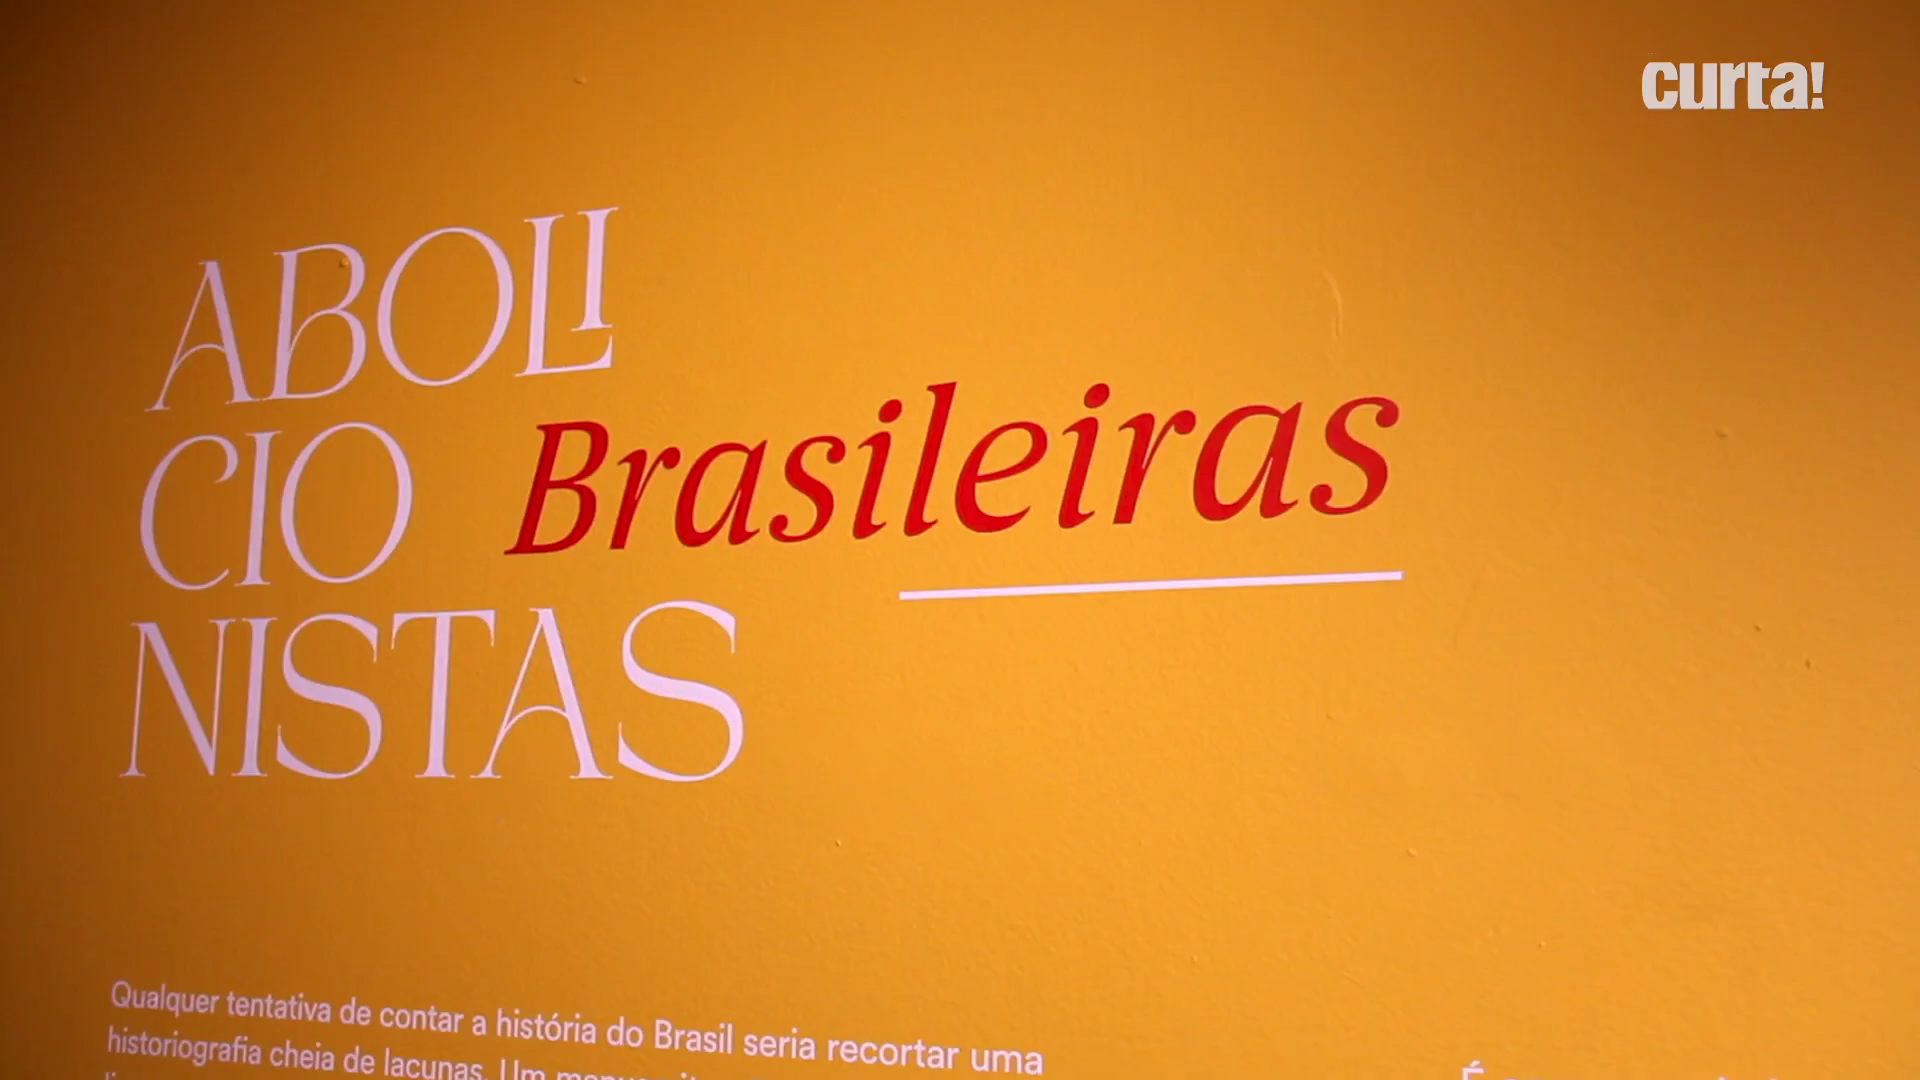 curta!
ABOLI
CIO Brasileiras
NISTAS
Qualquer tentativa de contar a história do Brasil seria recortar uma
historiografia cheia de lacunas. Um
É